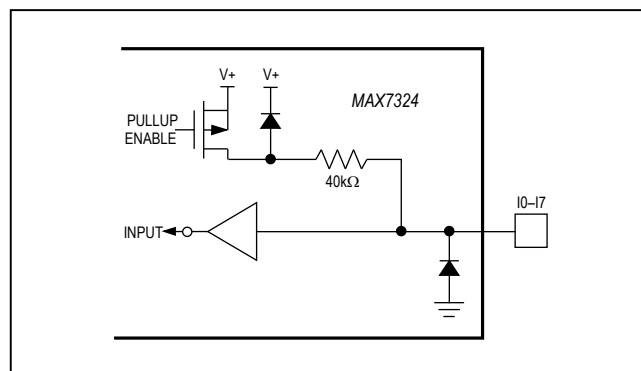 V+ V+
MAX7324
PULLUP
ENABLE
40kΩ
I0–I7
INPUT